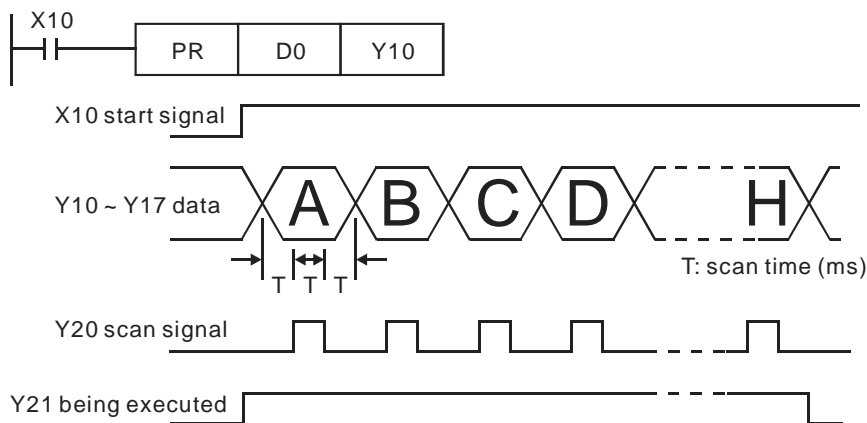 X10
PR D0 Y10
X10 start signal
Y10 ~ Y17 data A B C D H
T T T
T: scan time (ms)
Y20 scan signal
Y21 being executed